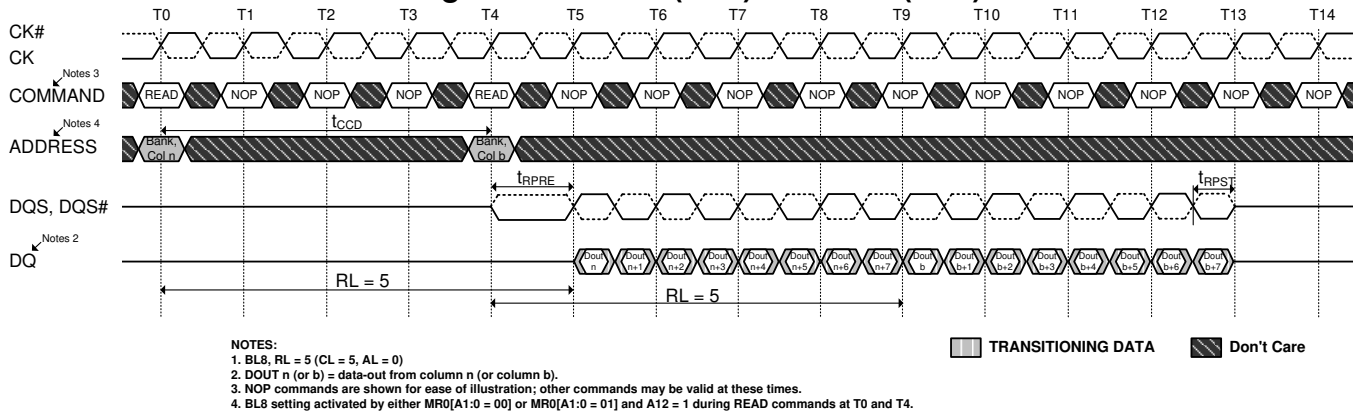 T0 T1 T2 T3 T4 T5 T6 T7 T8 T9 T10 T11 T12 T13 T14
CK#
CK
Notes 3
COMMAND READ NOP NOP NOP READ NOP NOP NOP NOP NOP NOP NOP NOP NOP NOP
Notes 4
tCCD
ADDRESS Bank, Col n Bank, Col b
tRPRE tRPST
DQS, DQS#
Notes 2
DQ Dout n Dout n+1 Dout n+2 Dout n+3 Dout n+4 Dout n+5 Dout n+6 Dout n+7 Dout b Dout b+1 Dout b+2 Dout b+3 Dout b+4 Dout b+5 Dout b+6 Dout b+7
RL = 5 RL = 5
NOTES:
1. BL8, RL = 5 (CL = 5, AL = 0)
2. DOUT n (or b) = data-out from column n (or column b).
3. NOP commands are shown for ease of illustration; other commands may be valid at these times.
4. BL8 setting activated by either MR0[A1:0 = 00] or MR0[A1:0 = 01] and A12 = 1 during READ commands at T0 and T4.
TRANSITIONING DATA Don't Care